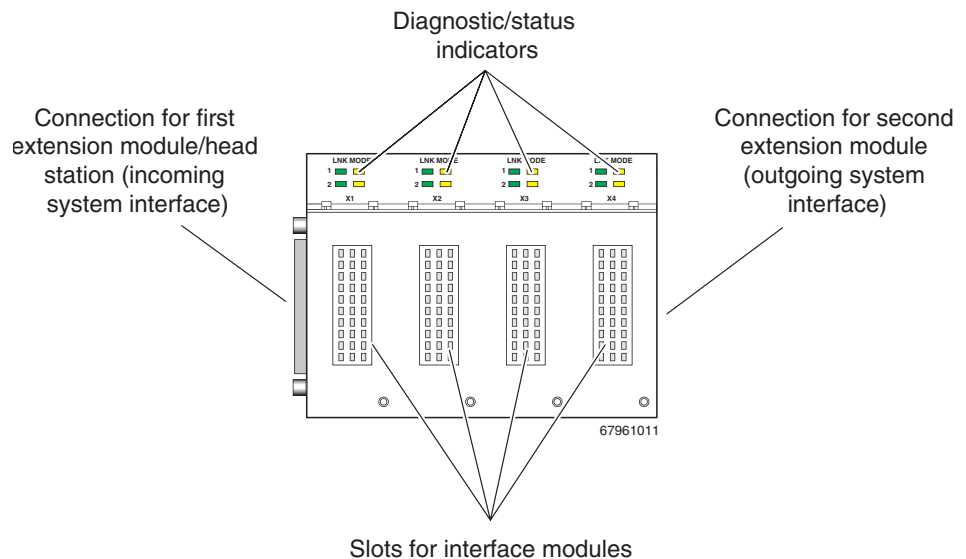 Diagnostic/status
indicators
Connection for first
extension module/head
station (incoming
system interface)
Connection for second
extension module
(outgoing system
interface)
LNK MODE LNK MODE LNK MODE LNK MODE
1 1 1 1
2 2 2 2
X1 X2 X3 X4
67961011
Slots for interface modules